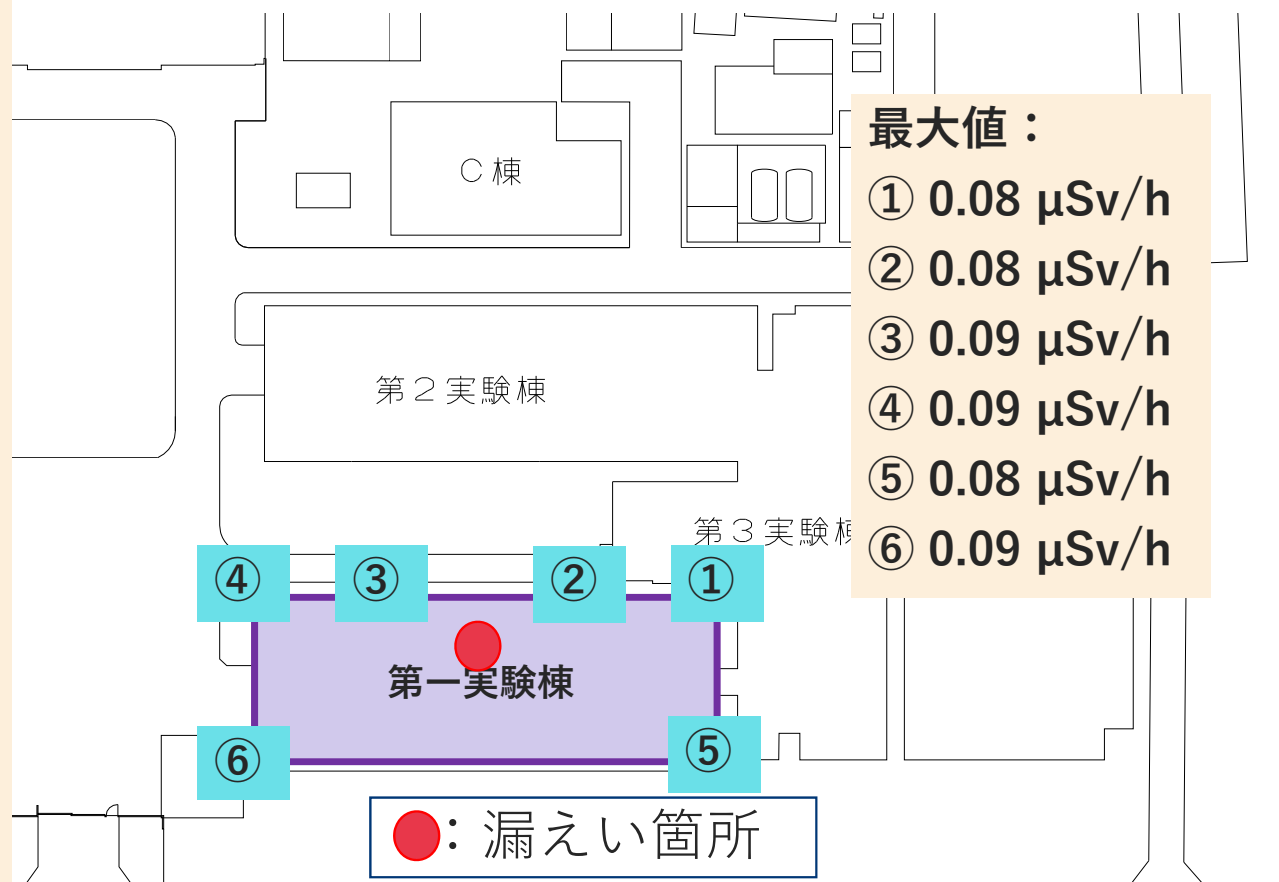 C棟
最大値：
① 0.08 μSv/h
② 0.08 μSv/h
③ 0.09 μSv/h
④ 0.09 μSv/h
⑤ 0.08 μSv/h
⑥ 0.09 μSv/h
第２実験棟
第３実験棟
④ ③ ② ①
第一実験棟
⑥ ⑤
：漏えい箇所